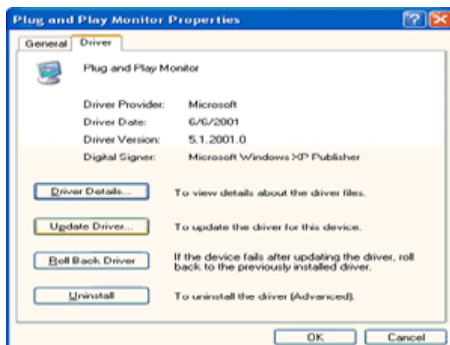 Plug and Play Monitor Properties
General Driver
Plug and Play Monitor
Driver Provider: Microsoft
Driver Date: 6/6/2001
Driver Version: 5.1.2001.0
Digital Signer: Microsoft Windows XP Publisher
Driver Details... To view details about the driver files.
Update Driver... To update the driver for this device.
Roll Back Driver If the device fails after updating the driver, roll
back to the previously installed driver.
Uninstall To uninstall the driver (Advanced).
OK Cancel